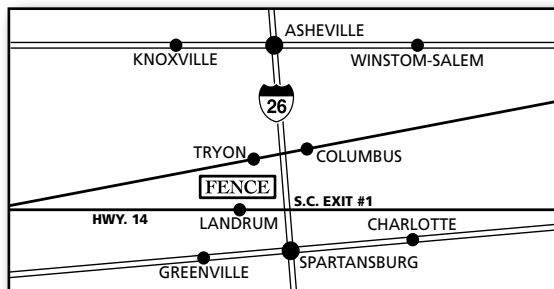 ASHEVILLE
KNOXVILLE
WINSTOM-SALEM
26
TRYON
COLUMBUS
FENCE
S.C. EXIT #1
HWY. 14
LANDRUM
CHARLOTTE
GREENVILLE
SPARTANSBURG